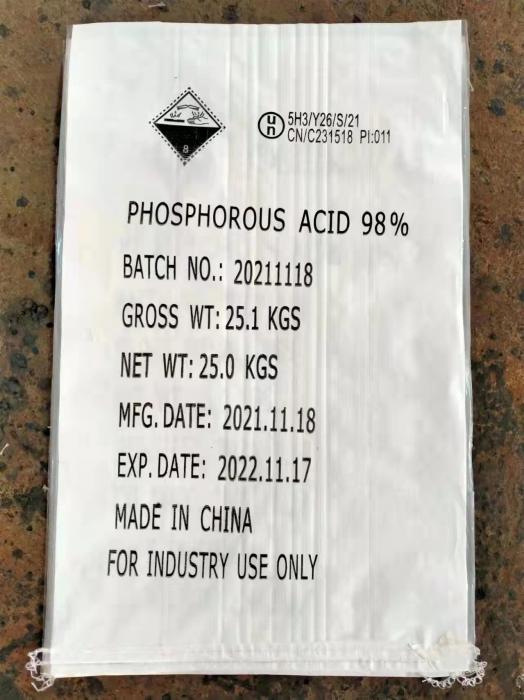 8
un
5H3/Y26/S/21
CN/C231518 PI:011
PHOSPHOROUS ACID 98%
BATCH NO.: 20211118
GROSS WT: 25.1 KGS
NET WT: 25.0 KGS
MFG. DATE: 2021.11.18
EXP. DATE: 2022.11.17
MADE IN CHINA
FOR INDUSTRY USE ONLY